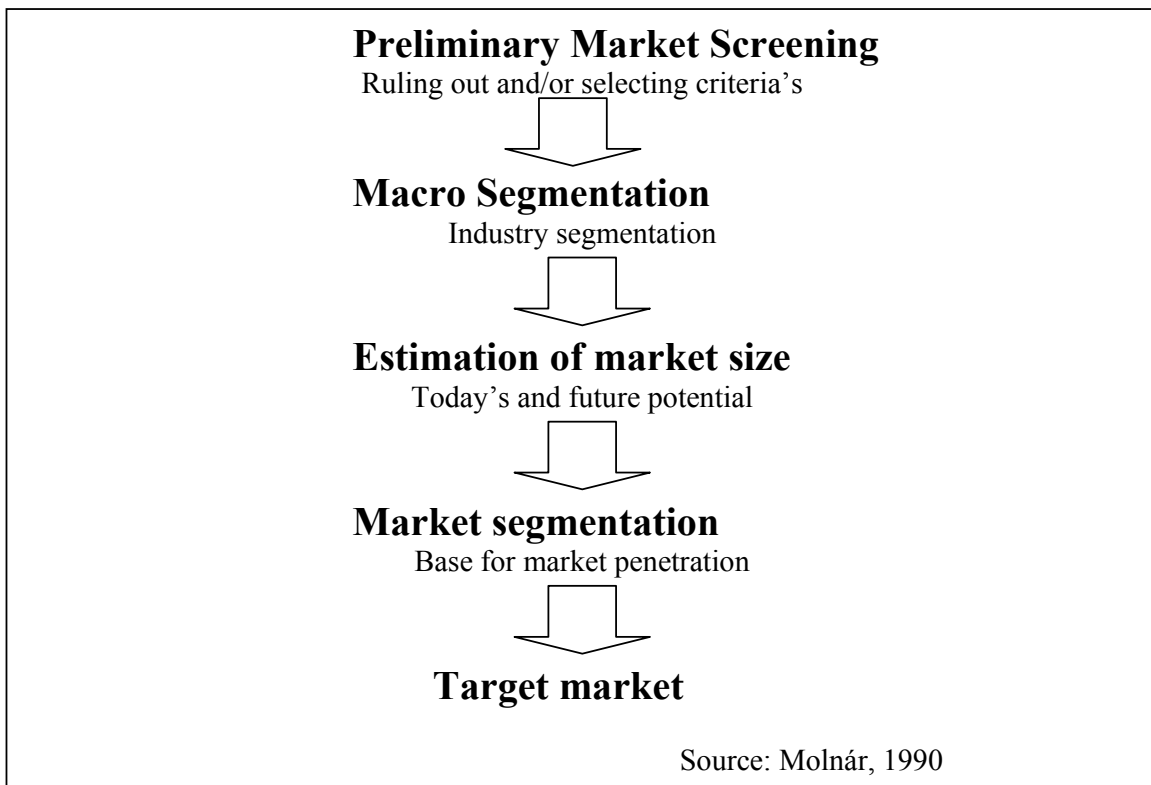 Preliminary Market Screening
Ruling out and/or selecting criteria’s
Macro Segmentation
Industry segmentation
Estimation of market size
Today’s and future potential
Market segmentation
Base for market penetration
Target market
Source: Molnár, 1990